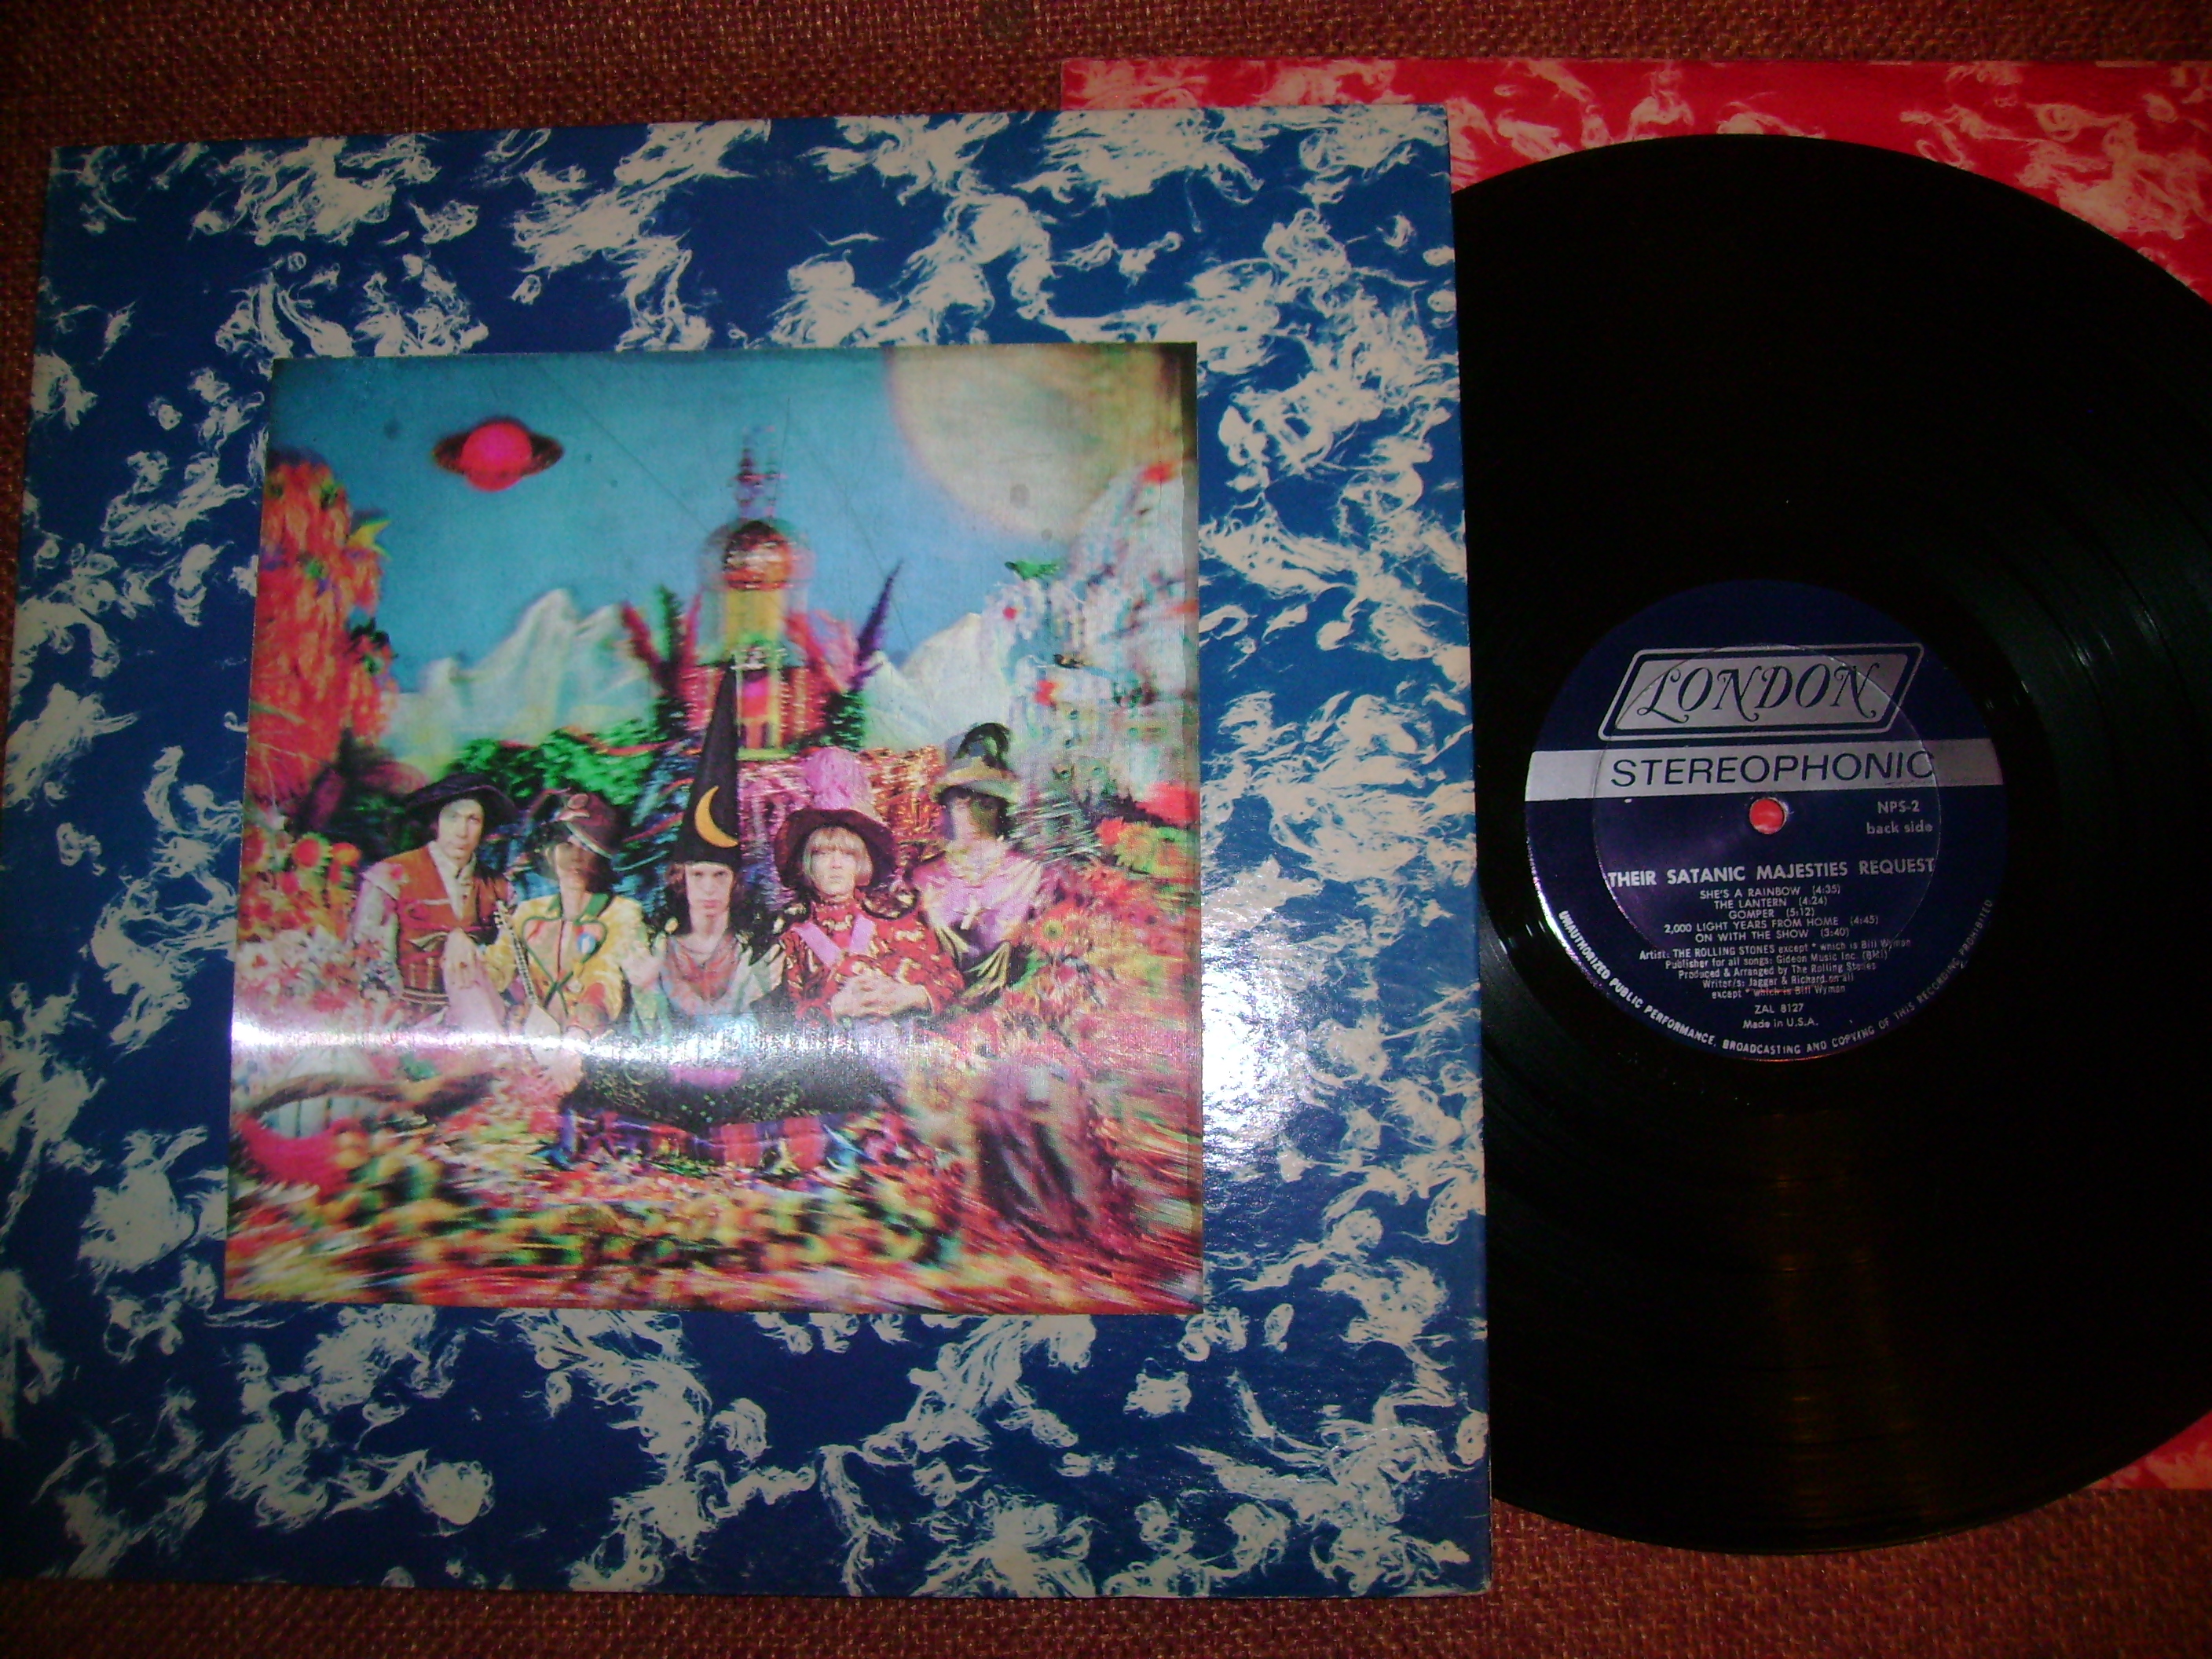 LONDON
STEREOPHONIC
NPS-2
back side
THEIR SATANIC MAJESTIES REQUEST
SHE'S A RAINBOW (4:35)
THE LANTERN (4:24)
GOMPER (5:12)
2,000 LIGHT YEARS FROM HOME (4:45)
ON WITH THE SHOW (3:40)
Artist: THE ROLLING STONES except * which is Bill Wyman
Publisher for all songs: Gideon Music Inc. (BMI)
Produced & Arranged by The Rolling Stones
Writer/s: Jagger & Richard on all
except * which is Bill Wyman
ZAL 8127
Made in U.S.A.
UNAUTHORIZED PUBLIC PERFORMANCE, BROADCASTING AND COPYING OF THIS RECORDING PROHIBITED